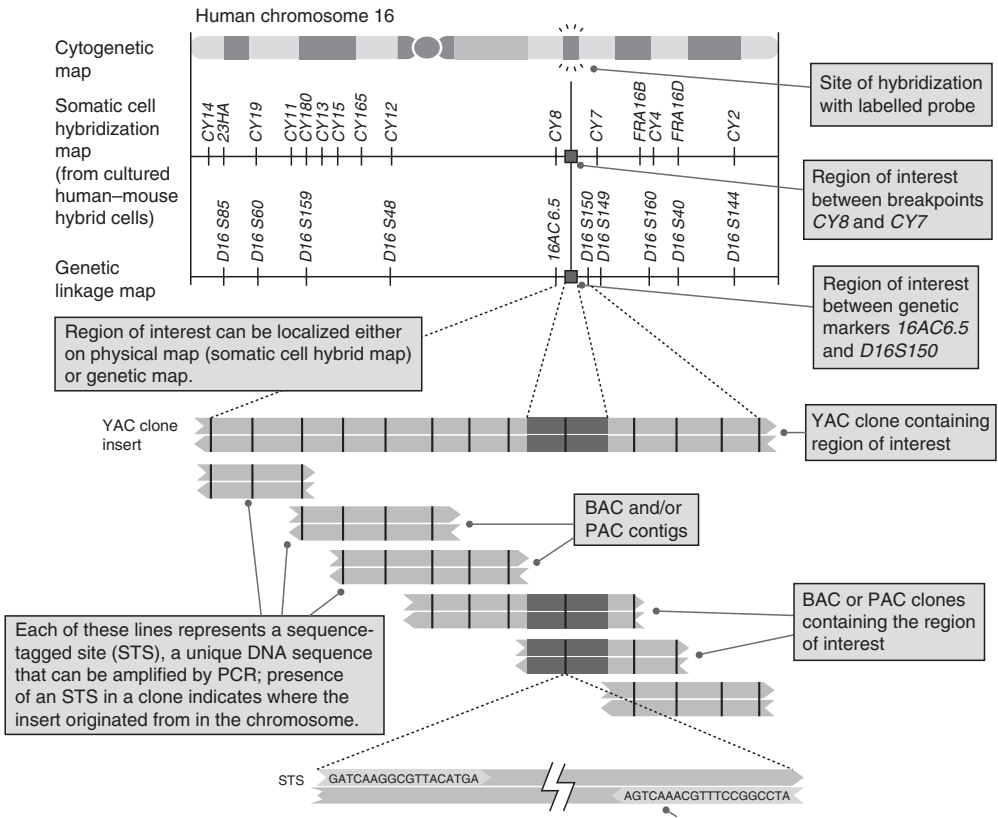 Human chromosome 16
Cytogenetic
map
Site of hybridization
with labelled probe
Somatic cell
hybridization
map
(from cultured
human–mouse
hybrid cells)
CY14
23HA
CY19
CY11
CY180
CY13
CY15
CY165
CY12
CY8
CY7
FRA16B
CY4
FRA16D
CY2
Region of interest
between breakpoints
CY8 and CY7
D16 S85
D16 S60
D16 S159
D16 S48
16AC 6.5
D16 S150
D16 S149
D16 S160
D16 S40
D16 S144
Genetic
linkage map
Region of interest
between genetic
markers 16AC6.5
and D16S150
Region of interest can be localized either
on physical map (somatic cell hybrid map)
or genetic map.
YAC clone
insert
YAC clone containing
region of interest
BAC and/or
PAC contigs
BAC or PAC clones
containing the region
of interest
Each of these lines represents a sequence-
tagged site (STS), a unique DNA sequence
that can be amplified by PCR; presence
of an STS in a clone indicates where the
insert originated from in the chromosome.
STS
GATCAAGGCGTTACATGA
AGTCAAACGTTTCCGGCCTA